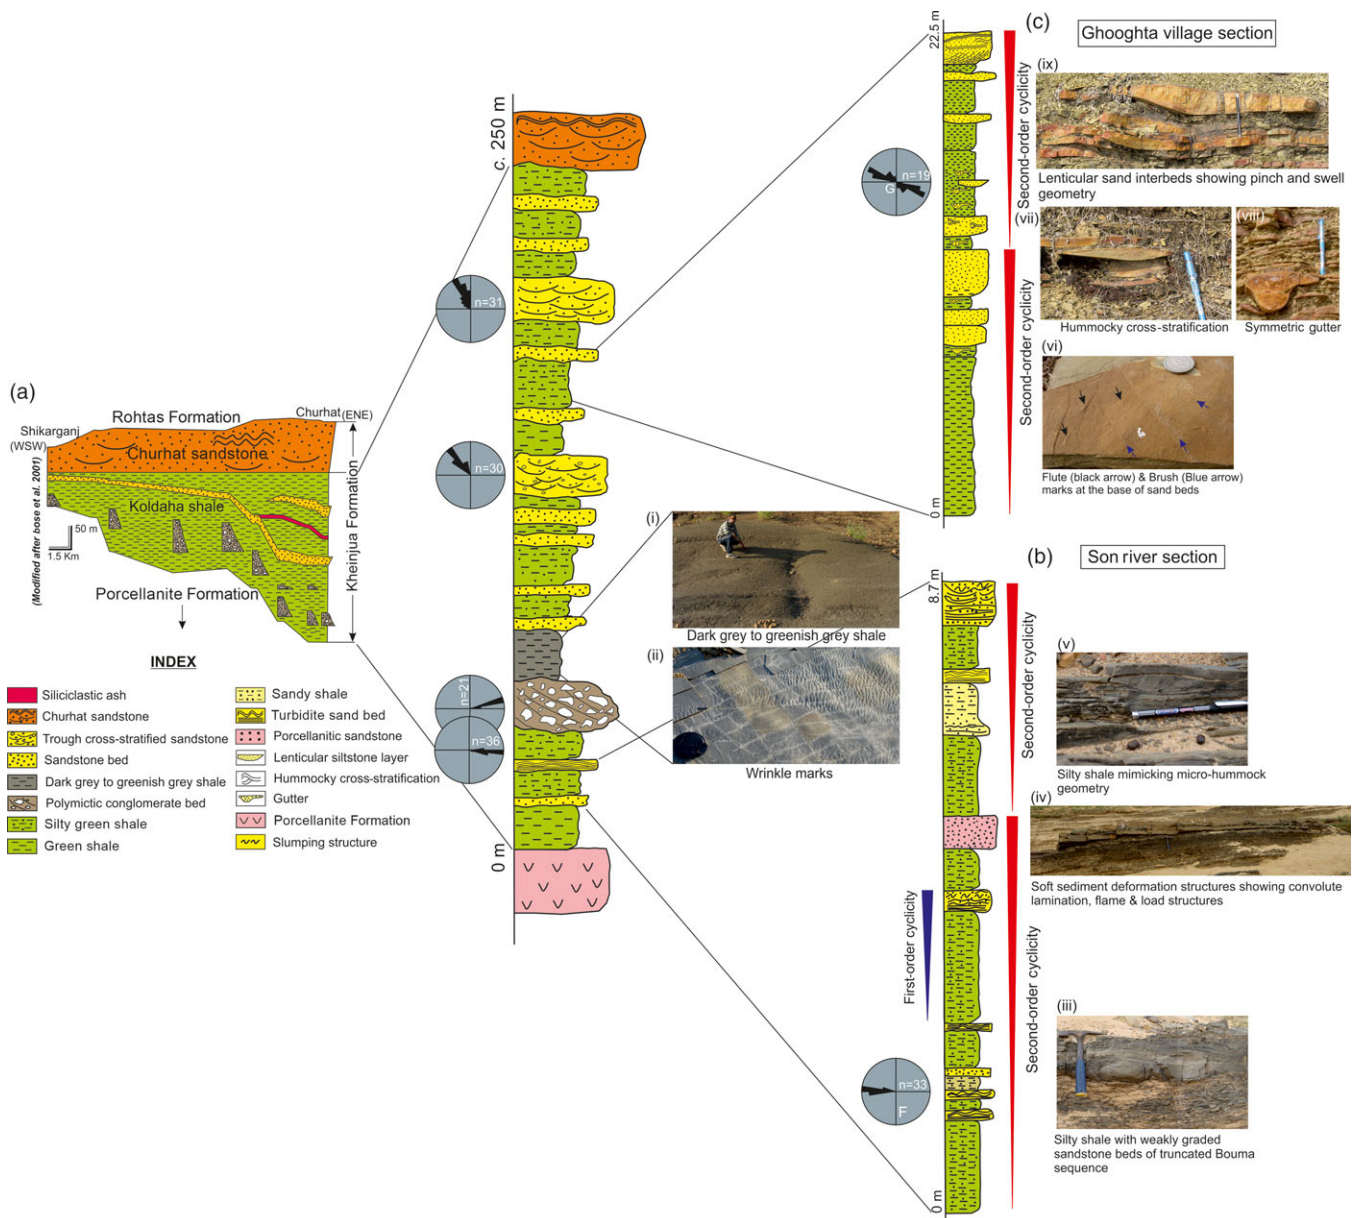 (a)
Rohtas Formation
Churhat (ENE)
Shikarganj
(WSW)
Churhat sandstone
Koldaha shale
50 m
1.5 Km
(Modified after bose et al. 2001)
Kheinjua Formation
Porcellanite Formation
INDEX
Siliciclastic ash
Churhat sandstone
Trough cross-stratified sandstone
Sandstone bed
Dark grey to greenish grey shale
Polymictic conglomerate bed
Silty green shale
Green shale
Sandy shale
Turbidite sand bed
Porcellanitic sandstone
Lenticular siltstone layer
Hummocky cross-stratification
Gutter
Porcellanite Formation
Slumping structure
c. 250 m
n=31
n=30
n=21
n=36
0 m
(i)
Dark grey to greenish grey shale
(ii)
Wrinkle marks
(c)
Ghooghta village section
22.5 m
Second-order cyclicity
n=19
G
Second-order cyclicity
0 m
(ix)
Lenticular sand interbeds showing pinch and swell
geometry
(vii)
Hummocky cross-stratification
(viii)
Symmetric gutter
(vi)
Flute (black arrow) & Brush (Blue arrow)
marks at the base of sand beds
(b)
Son river section
8.7 m
Second-order cyclicity
First-order cyclicity
Second-order cyclicity
n=33
F
0 m
(v)
Silty shale mimicking micro-hummock
geometry
(iv)
Soft sediment deformation structures showing convolute
lamination, flame & load structures
(iii)
Silty shale with weakly graded
sandstone beds of truncated Bouma
sequence